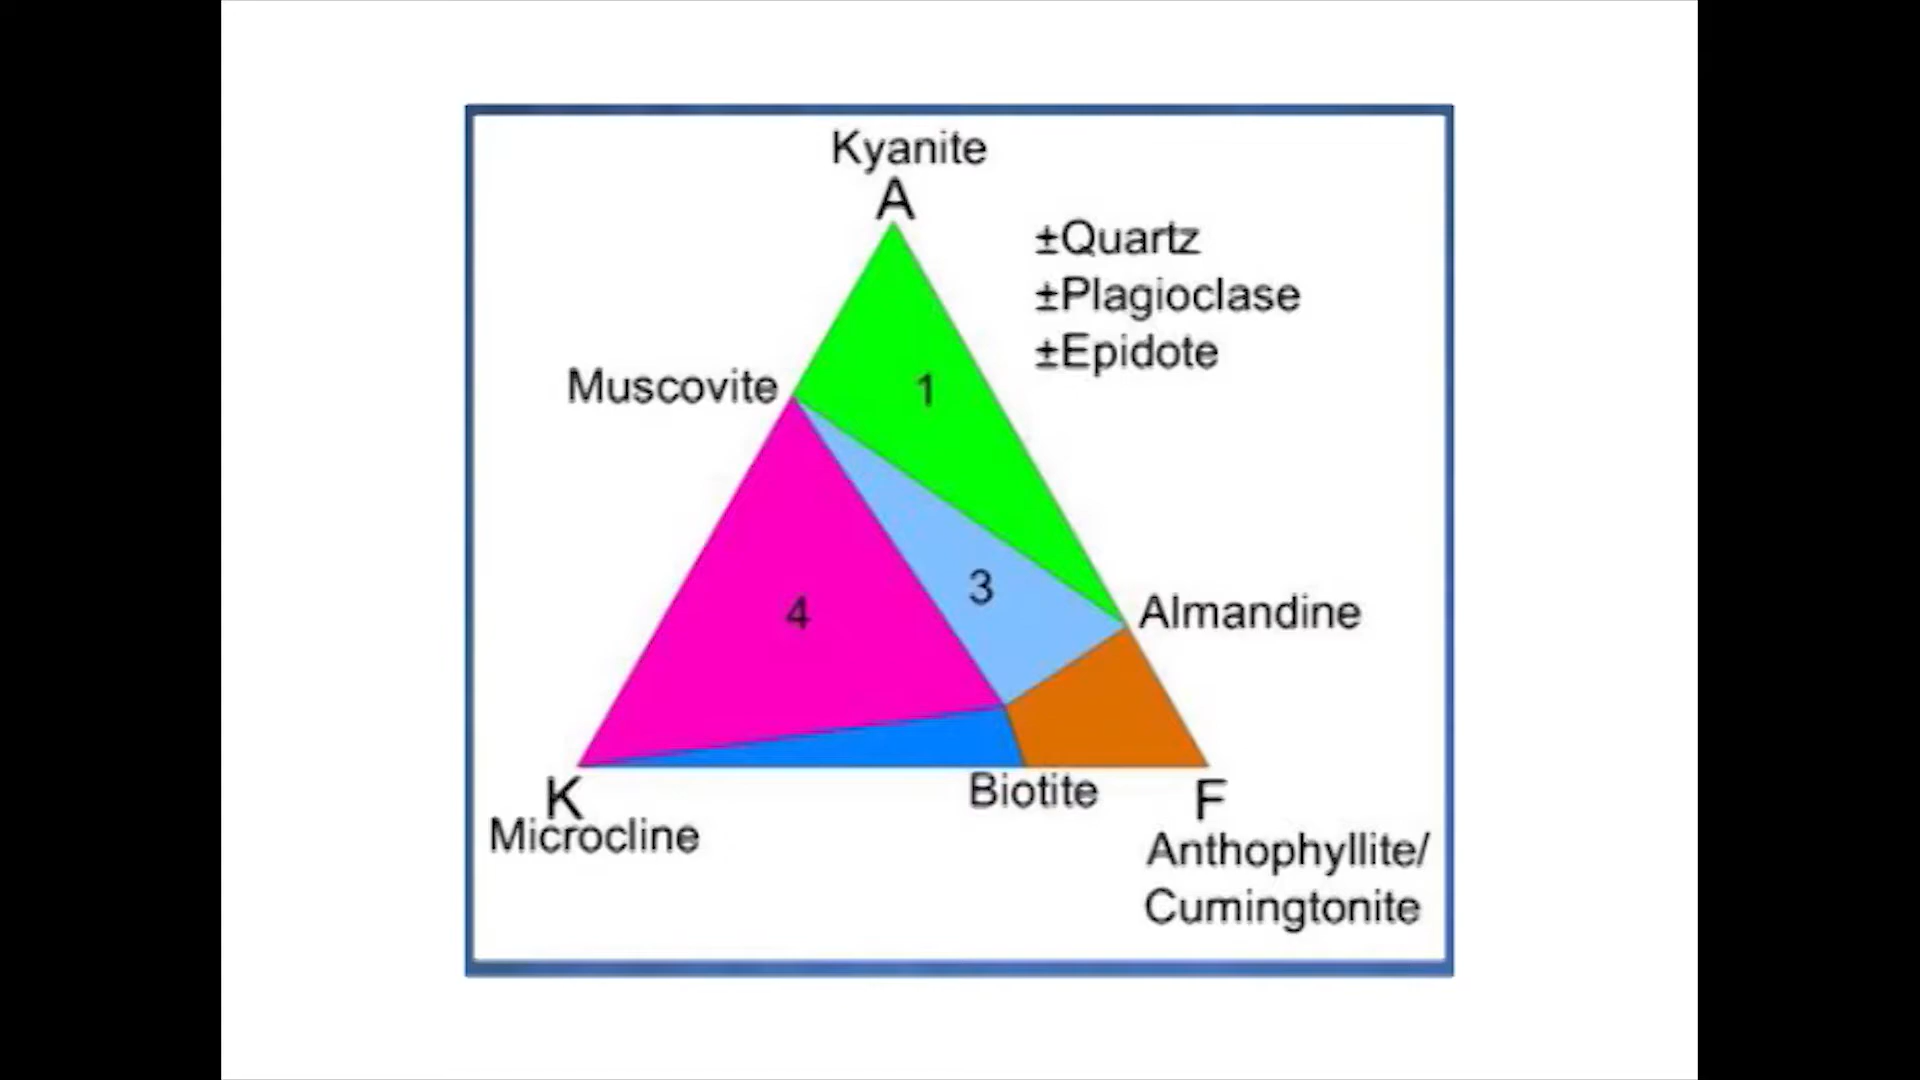 Kyanite
A
±Quartz
±Plagioclase
±Epidote
Muscovite
1
3
4
Almandine
K
Microcline
Biotite
F
Anthophyllite/
Cumingtonite